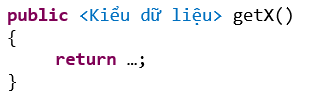 public <Kiểu dữ liệu> getX()
{
return …;
}